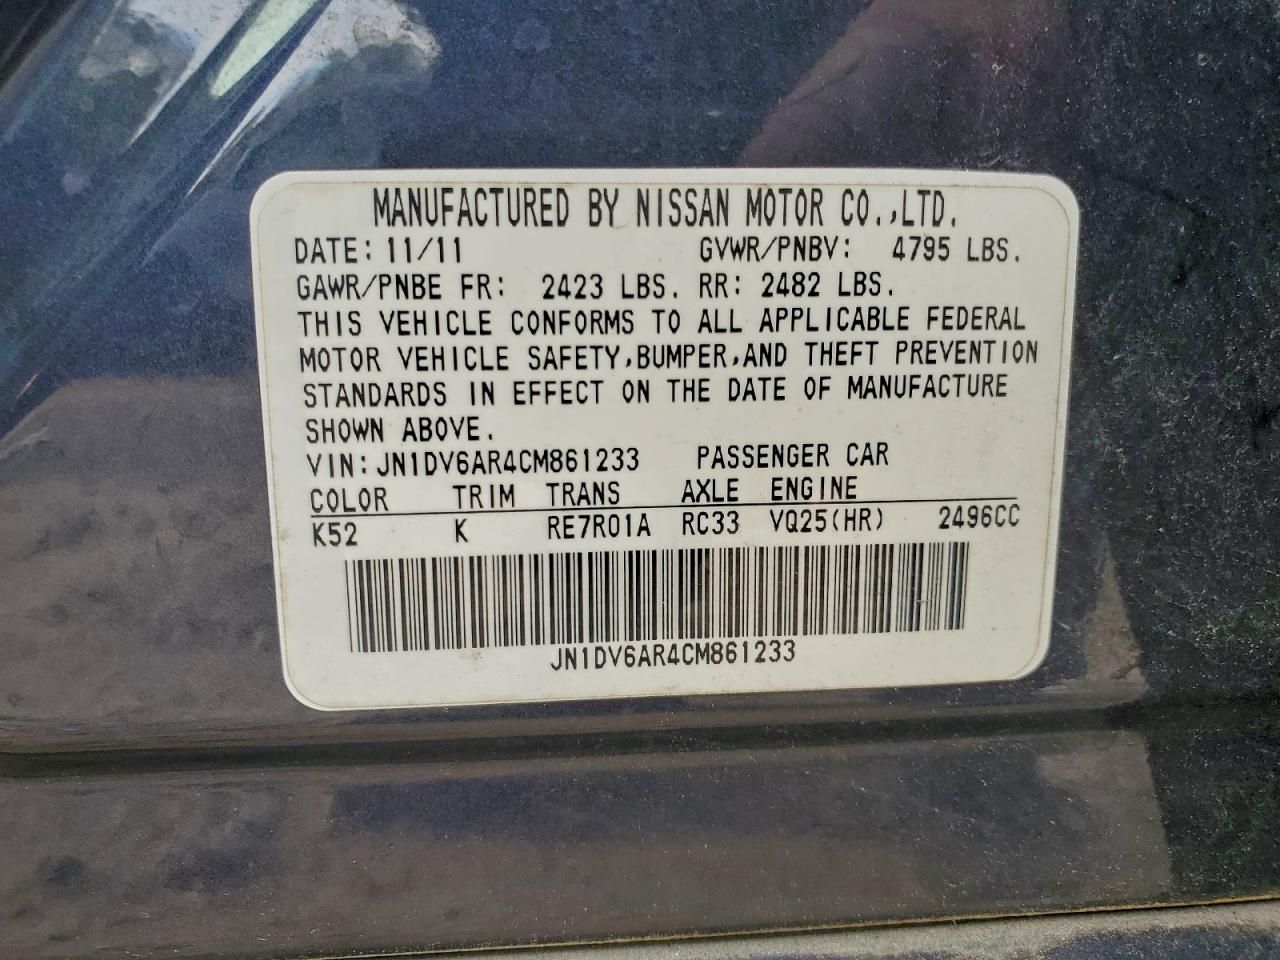 MANUFACTURED BY NISSAN MOTOR CO.,LTD.
DATE: 11/11 GVWR/PNBV: 4795 LBS.
GAWR/PNBE FR: 2423 LBS. RR: 2482 LBS.
THIS VEHICLE CONFORMS TO ALL APPLICABLE FEDERAL
MOTOR VEHICLE SAFETY,BUMPER,AND THEFT PREVENTION
STANDARDS IN EFFECT ON THE DATE OF MANUFACTURE
SHOWN ABOVE.
VIN: JN1DV6AR4CM861233 PASSENGER CAR
COLOR TRIM TRANS AXLE ENGINE
K52 K RE7R01A RC33 VQ25(HR) 2496CC
JN1DV6AR4CM861233